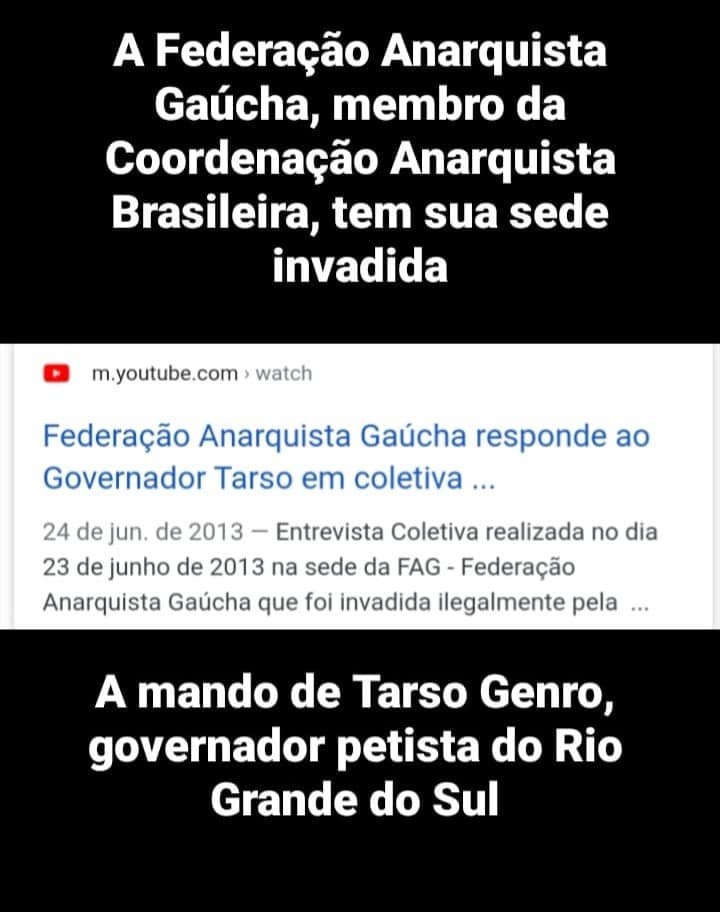 A Federação Anarquista
Gaúcha, membro da
Coordenação Anarquista
Brasileira, tem sua sede
invadida
m.youtube.com › watch
Federação Anarquista Gaúcha responde ao
Governador Tarso em coletiva ...
24 de jun. de 2013 — Entrevista Coletiva realizada no dia
23 de junho de 2013 na sede da FAG - Federação
Anarquista Gaúcha que foi invadida ilegalmente pela ...
A mando de Tarso Genro,
governador petista do Rio
Grande do Sul